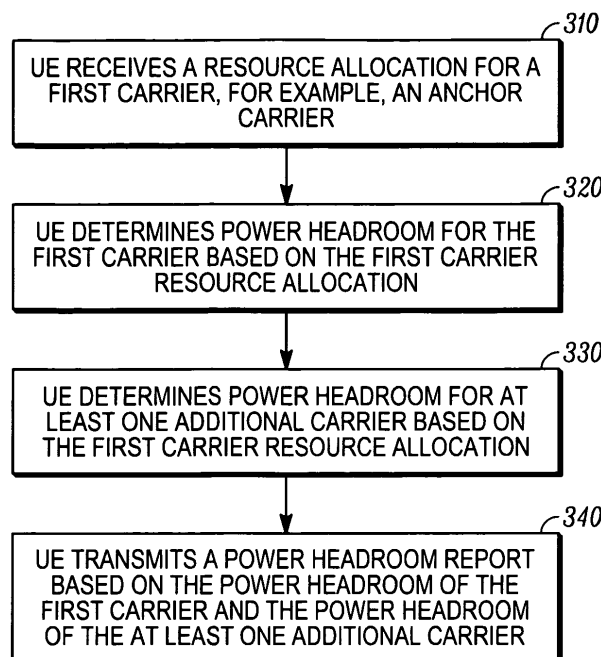 310
UE RECEIVES A RESOURCE ALLOCATION FOR A
FIRST CARRIER, FOR EXAMPLE, AN ANCHOR
CARRIER
320
UE DETERMINES POWER HEADROOM FOR THE
FIRST CARRIER BASED ON THE FIRST CARRIER
RESOURCE ALLOCATION
330
UE DETERMINES POWER HEADROOM FOR AT
LEAST ONE ADDITIONAL CARRIER BASED ON
THE FIRST CARRIER RESOURCE ALLOCATION
340
UE TRANSMITS A POWER HEADROOM REPORT
BASED ON THE POWER HEADROOM OF THE
FIRST CARRIER AND THE POWER HEADROOM
OF THE AT LEAST ONE ADDITIONAL CARRIER